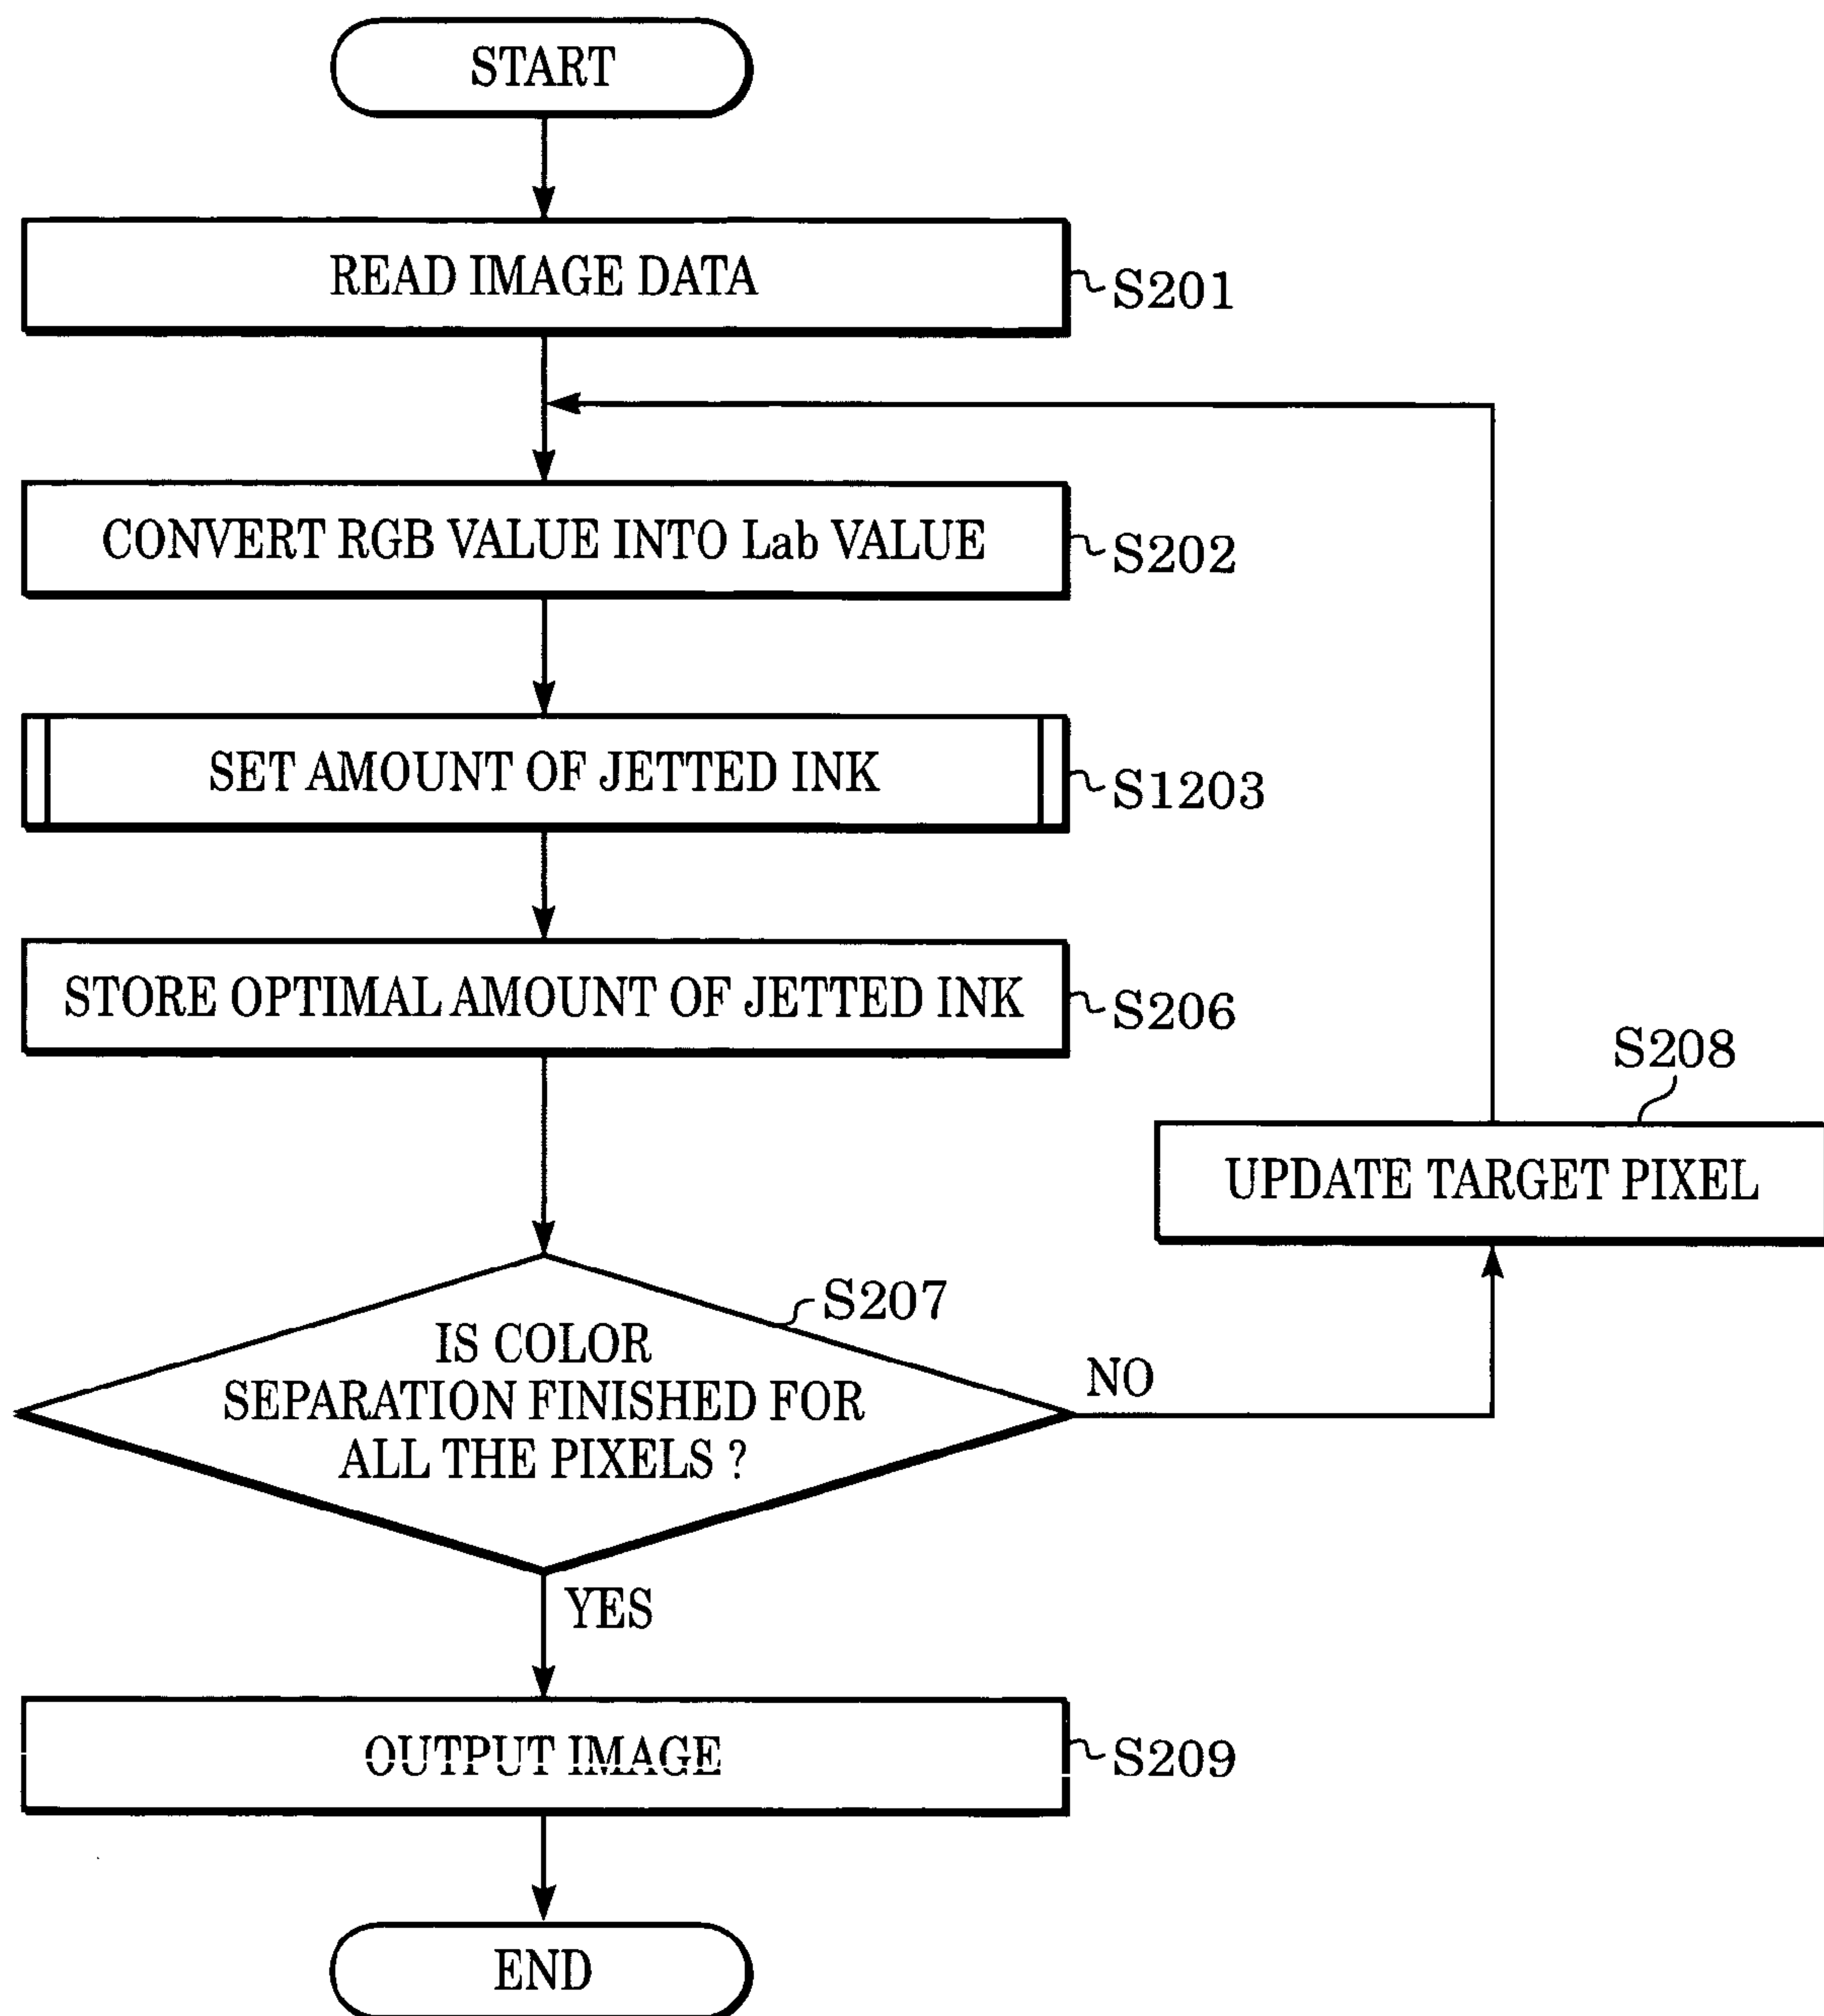 START
READ IMAGE DATA
S201
CONVERT RGB VALUE INTO Lab VALUE
S202
SET AMOUNT OF JETTED INK
S1203
STORE OPTIMAL AMOUNT OF JETTED INK
S206
S208
UPDATE TARGET PIXEL
S207
IS COLOR
SEPARATION FINISHED FOR
ALL THE PIXELS ?
NO
YES
OUTPUT IMAGE
S209
END